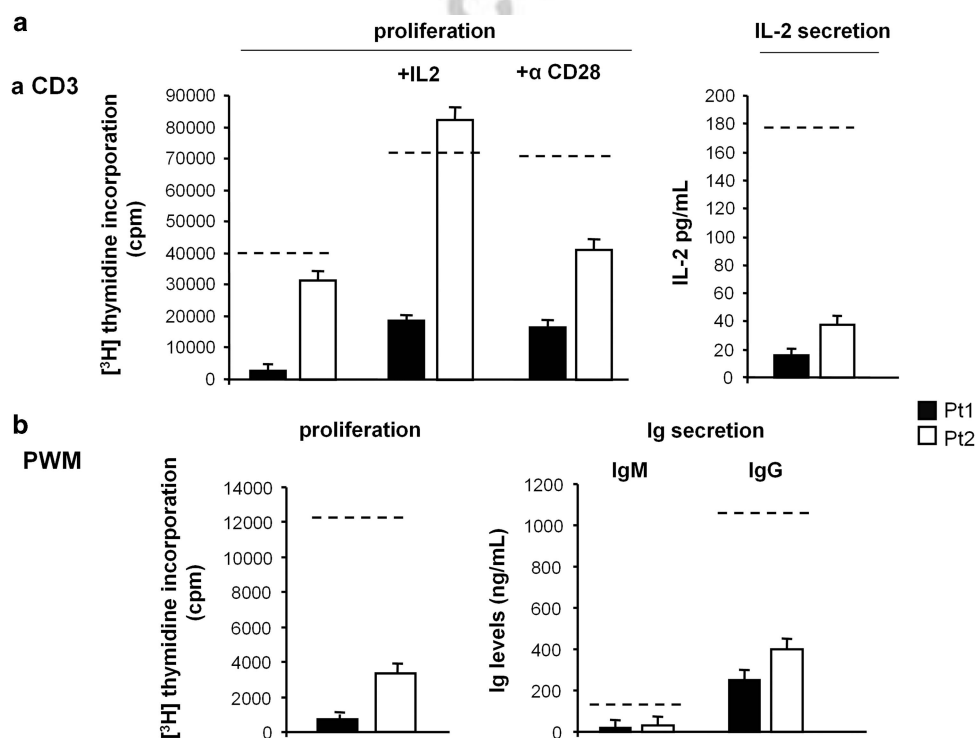 a
proliferation
IL-2 secretion
a CD3
+IL2
+α CD28
[³H] thymidine incorporation
(cpm)
90000
80000
70000
60000
50000
40000
30000
20000
10000
0
IL-2 pg/mL
200
180
160
140
120
100
80
60
40
20
0
Pt1
Pt2
b
PWM
proliferation
Ig secretion
IgM
IgG
[³H] thymidine incorporation
(cpm)
14000
12000
10000
8000
6000
4000
2000
0
Ig levels (ng/mL)
1200
1000
800
600
400
200
0